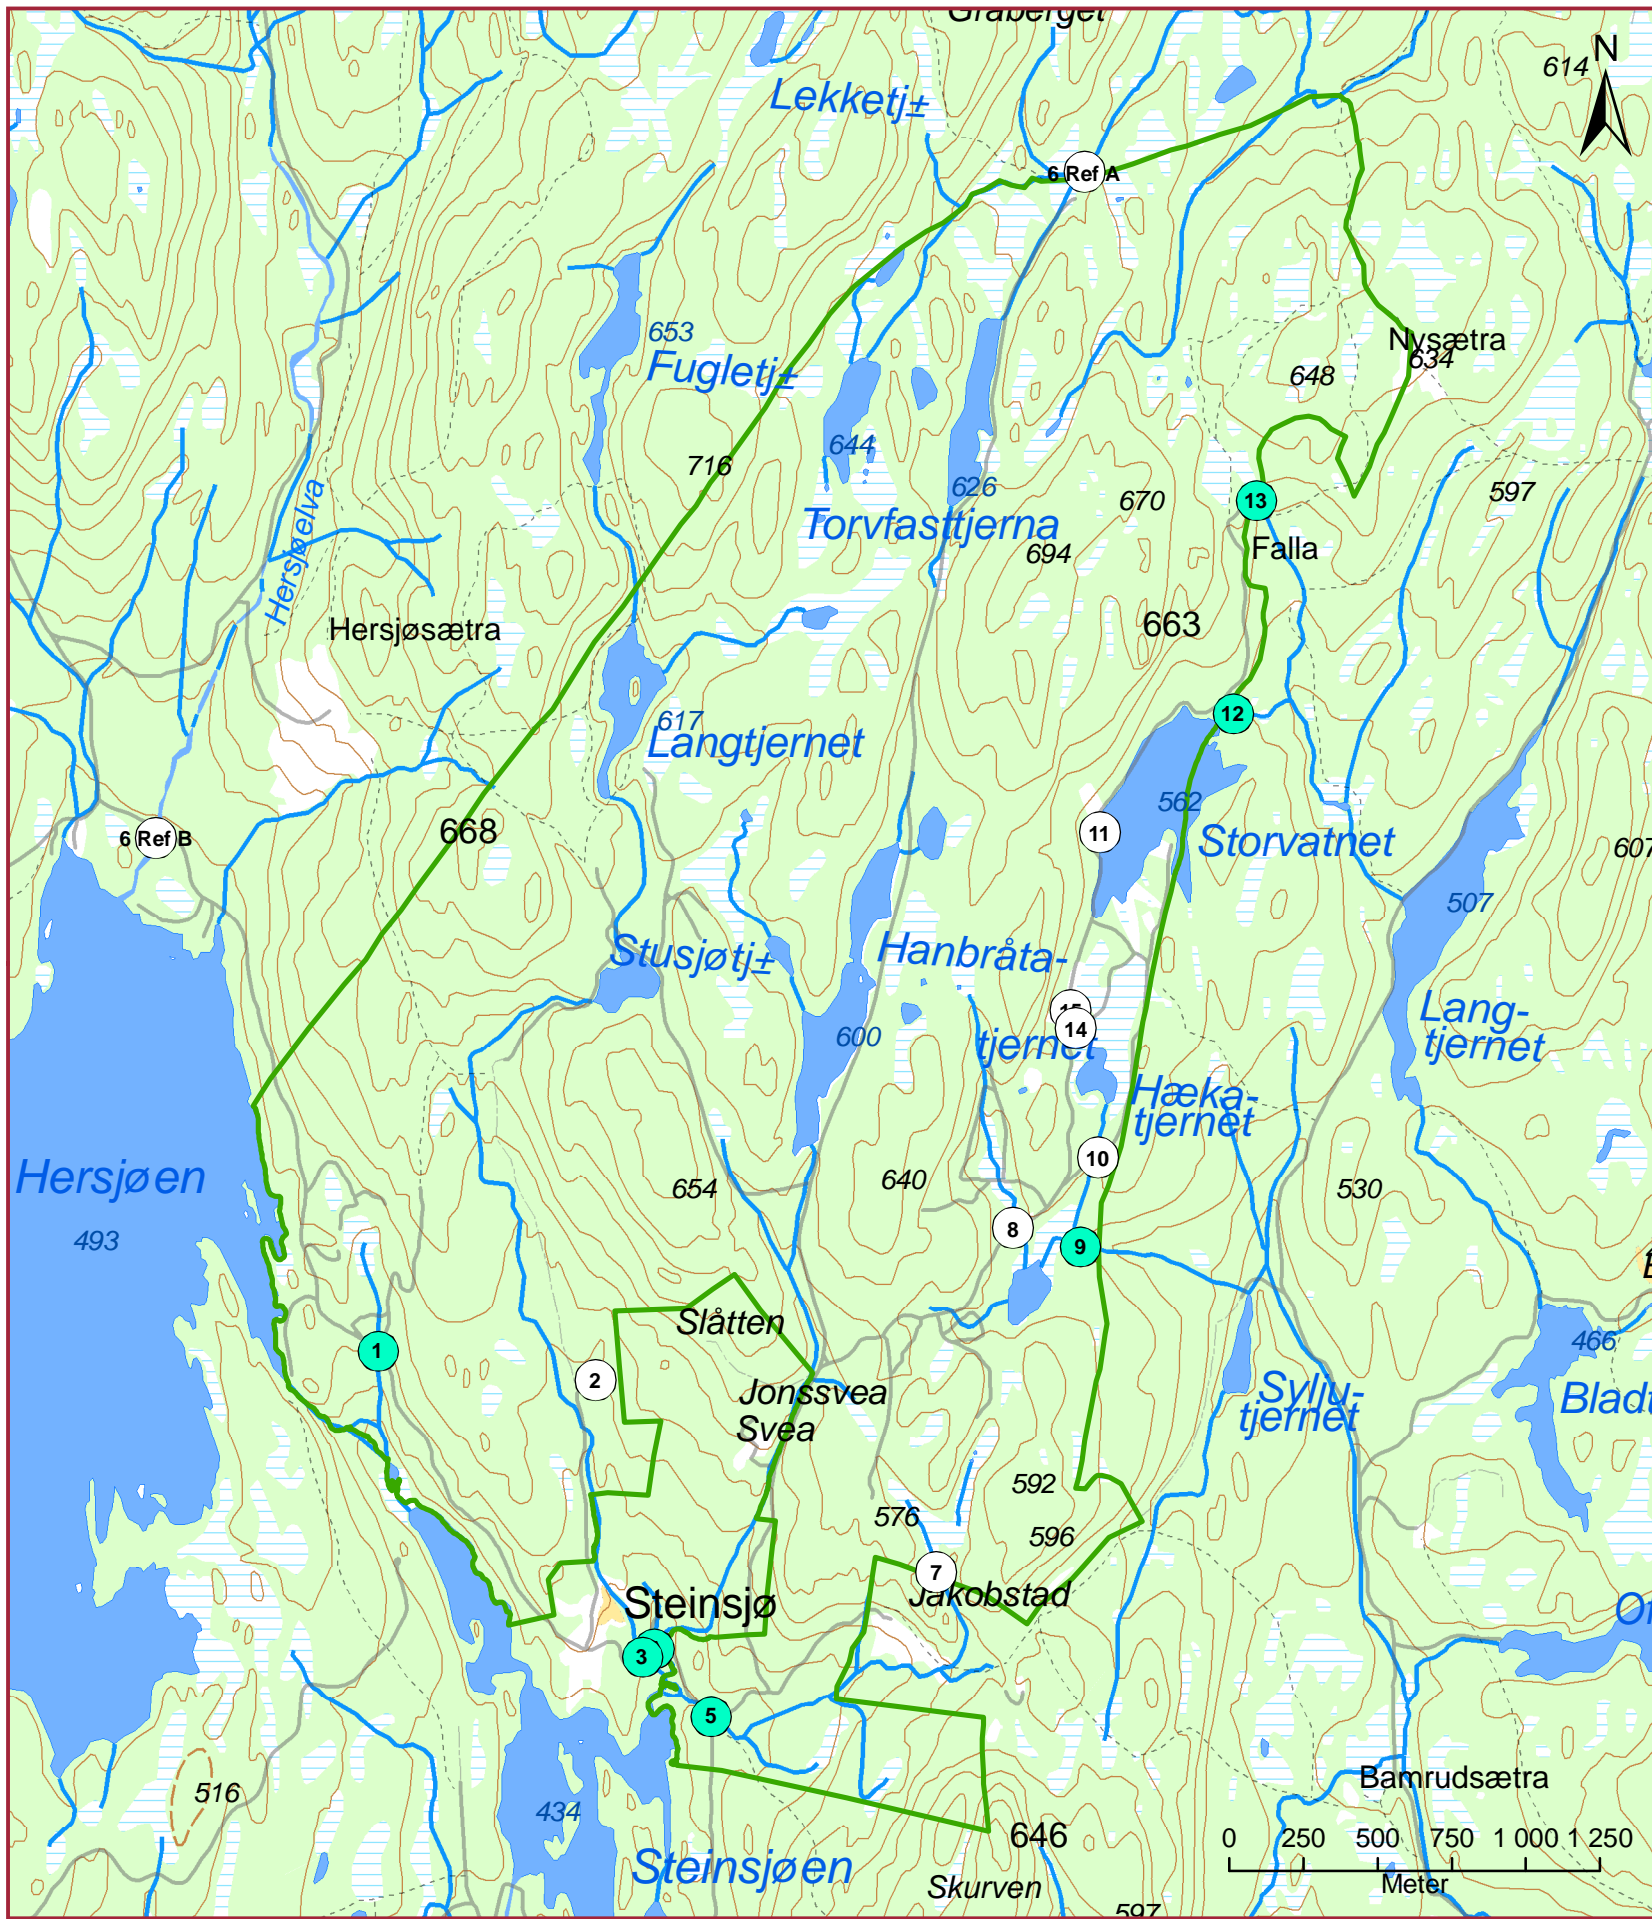 Gråberget
N
614
Lekketj±
6 Ref A
653
Fugletj±
Nysætra
634
648
644
716
626
Torvfasttjerna
670
694
597
13
Falla
Hersjøelva
Hersjøsætra
663
617
Langtjernet
12
562
Storvatnet
11
6 Ref B
668
607
507
Stusjøtj±
Hanbråta-
tjernet
600
15
14
Lang-
tjernet
Hæka-
tjernet
10
Hersjøen
493
654
640
530
8
9
Slåtten
1
2
Jonssvea
Svea
466
Sylju-
tjernet
592
576
596
7
Jakobstad
Steinsjø
3
5
516
434
Steinsjøen
646
Skurven
Bamrudsætra
0 250 500 750 1 000 1 250
Meter
597